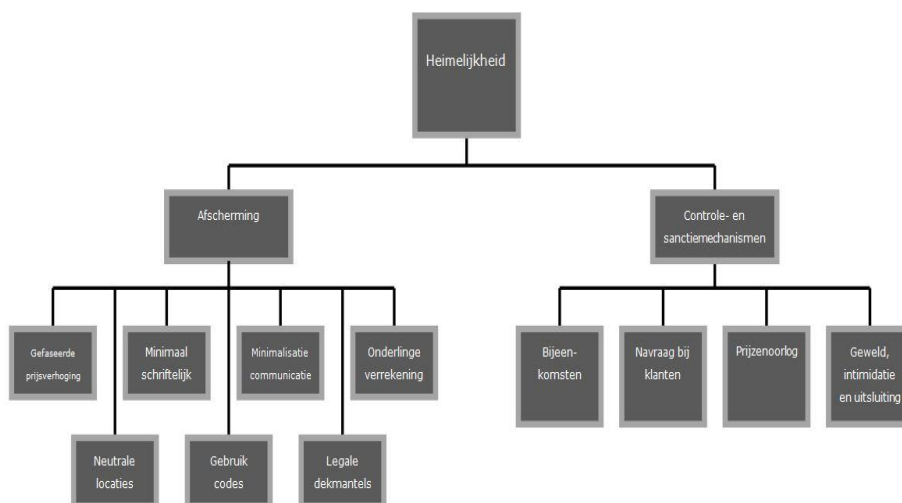 Heimelijkheid
Afscherming
Controle- en
sanctiemechanismen
Gefaseerde
prijsverhoging
Minimaal
schriftelijk
Minimalisatie
communicatie
Onderlinge
verrekening
Bijeen-
komsten
Navraag bij
klanten
Prijzenoorlog
Geweld,
intimidatie
en uitsluiting
Neutrale
locaties
Gebruik
codes
Legale
dekmantels